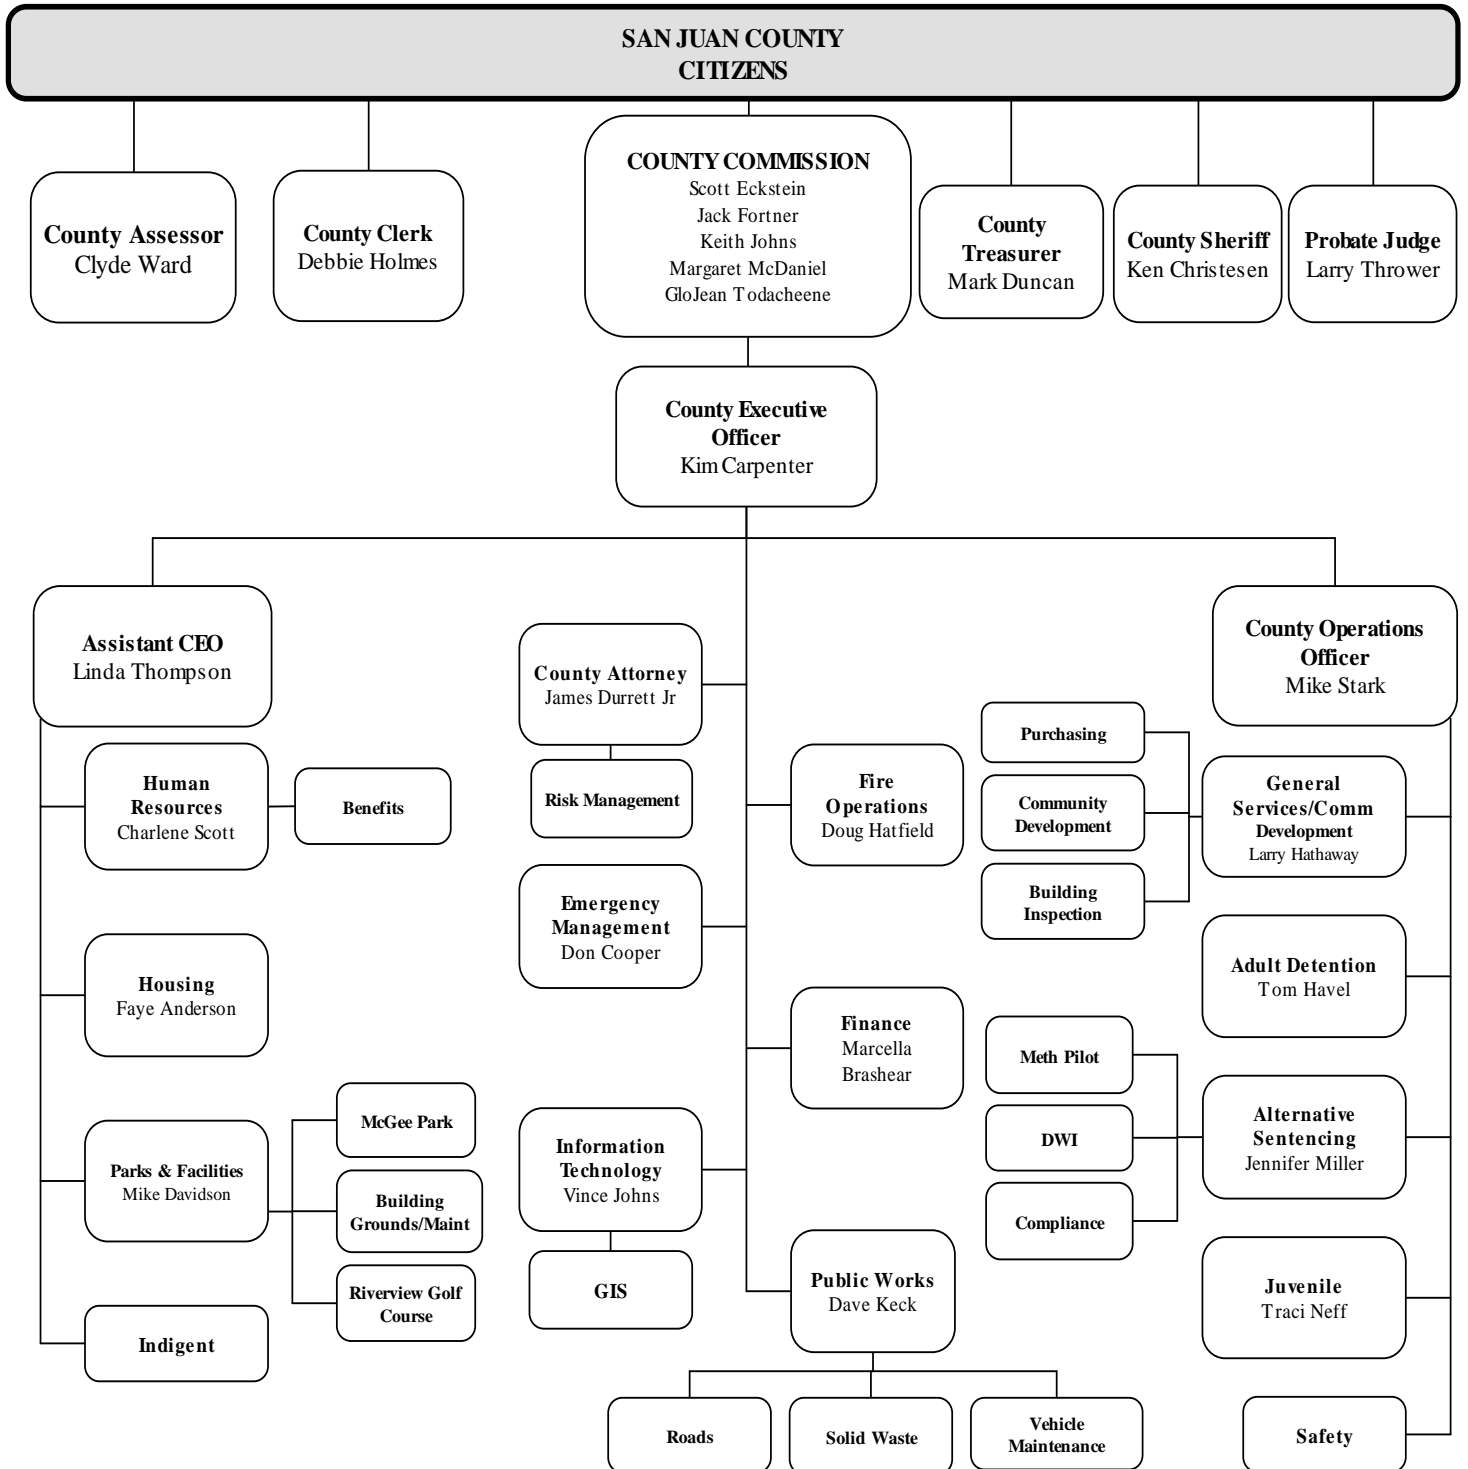 SAN JUAN COUNTY
CITIZENS
County Assessor
Clyde Ward
County Clerk
Debbie Holmes
COUNTY COMMISSION
Scott Eckstein
Jack Fortner
Keith Johns
Margaret McDaniel
GloJean Todacheene
County
Treasurer
Mark Duncan
County Sheriff
Ken Christesen
Probate Judge
Larry Thrower
County Executive
Officer
Kim Carpenter
Assistant CEO
Linda Thompson
Human
Resources
Charlene Scott
Benefits
Housing
Faye Anderson
Parks & Facilities
Mike Davidson
McGee Park
Building
Grounds/Maint
Riverview Golf
Course
Indigent
County Attorney
James Durrett Jr
Risk Management
Fire
Operations
Doug Hatfield
Emergency
Management
Don Cooper
Finance
Marcella
Brashear
Information
Technology
Vince Johns
GIS
Public Works
Dave Keck
Roads
Solid Waste
Vehicle
Maintenance
County Operations
Officer
Mike Stark
Purchasing
Community
Development
Building
Inspection
General
Services/Comm
Development
Larry Hathaway
Adult Detention
Tom Havel
Meth Pilot
DWI
Compliance
Alternative
Sentencing
Jennifer Miller
Juvenile
Traci Neff
Safety